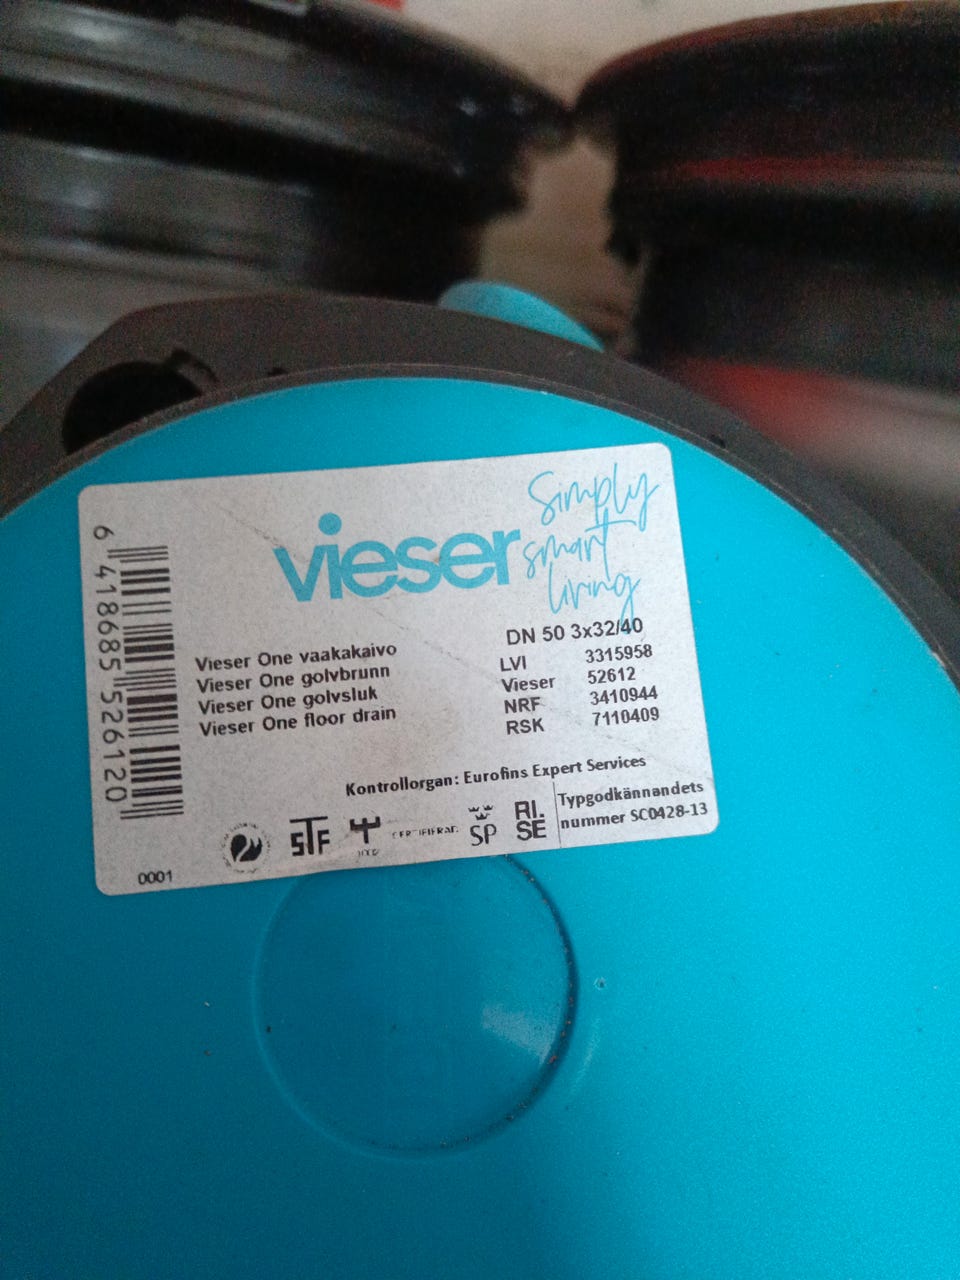 vieser
Simply
smart
living
DN 50 3x32/40
Vieser One vaakakaivo
Vieser One golvbrunn
Vieser One golvsluk
Vieser One floor drain
LVI 3315958
Vieser 52612
NRF 3410944
RSK 7110409
Kontrollorgan: Eurofins Expert Services
STF
SP
RI.
SE
Typgodkännandets
nummer SC0428-13
0001
6 418685 526120